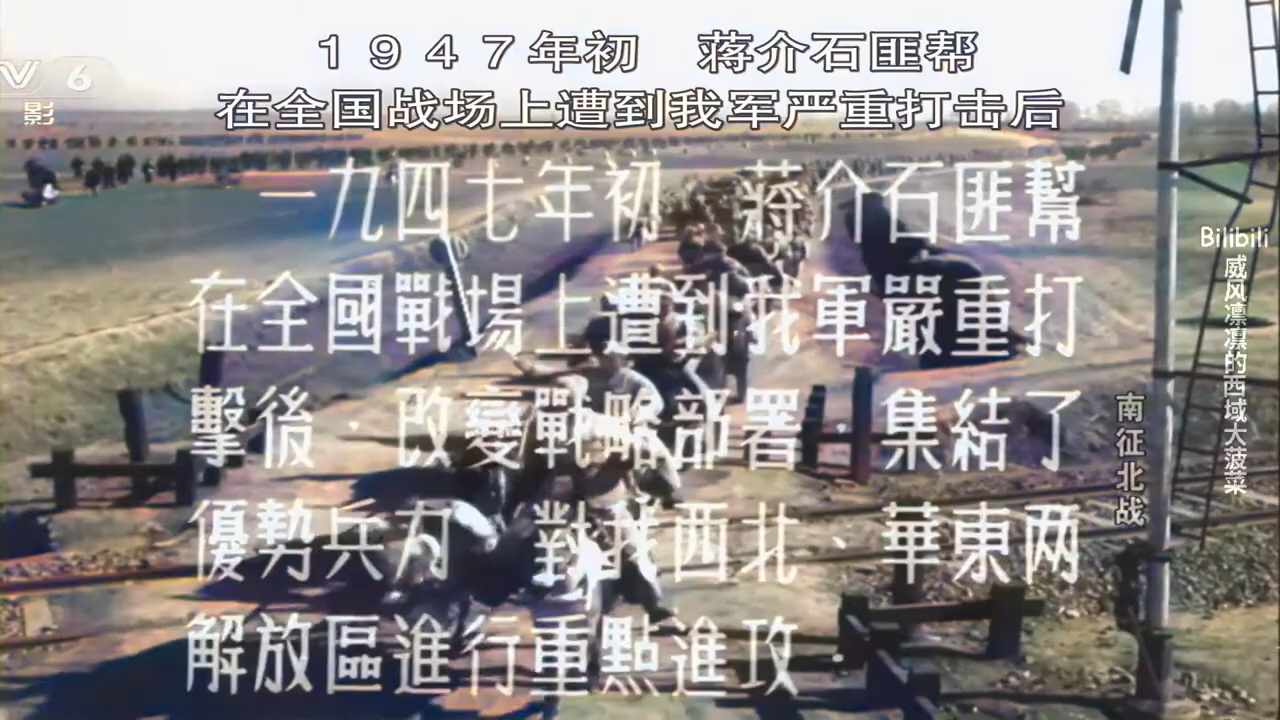 1947年初 蒋介石匪帮
在全国战场上遭到我军严重打击后
V 6
影
一九四七年初 蔣介石匪幫
在全國戰場上遭到我軍嚴重打
擊後·改變戰略部署·集結了
優勢兵力 對我西北、華東两
解放區進行重點進攻·
Bilibili
威风凛凛的西域大菠菜
南征北战